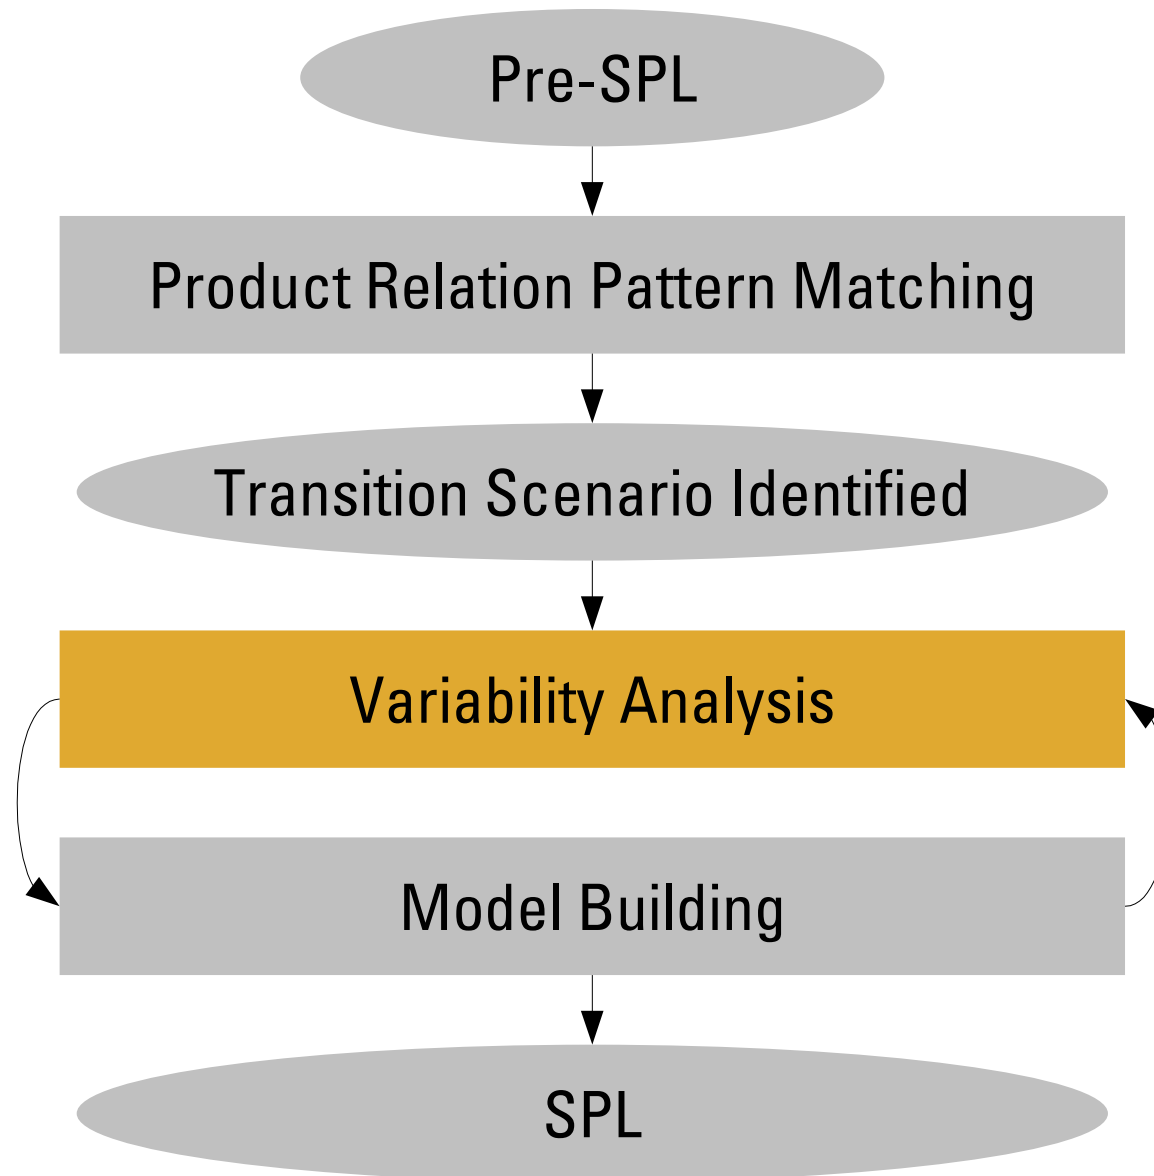 Pre-SPL
Product Relation Pattern Matching
Transition Scenario Identified
Variability Analysis
Model Building
SPL